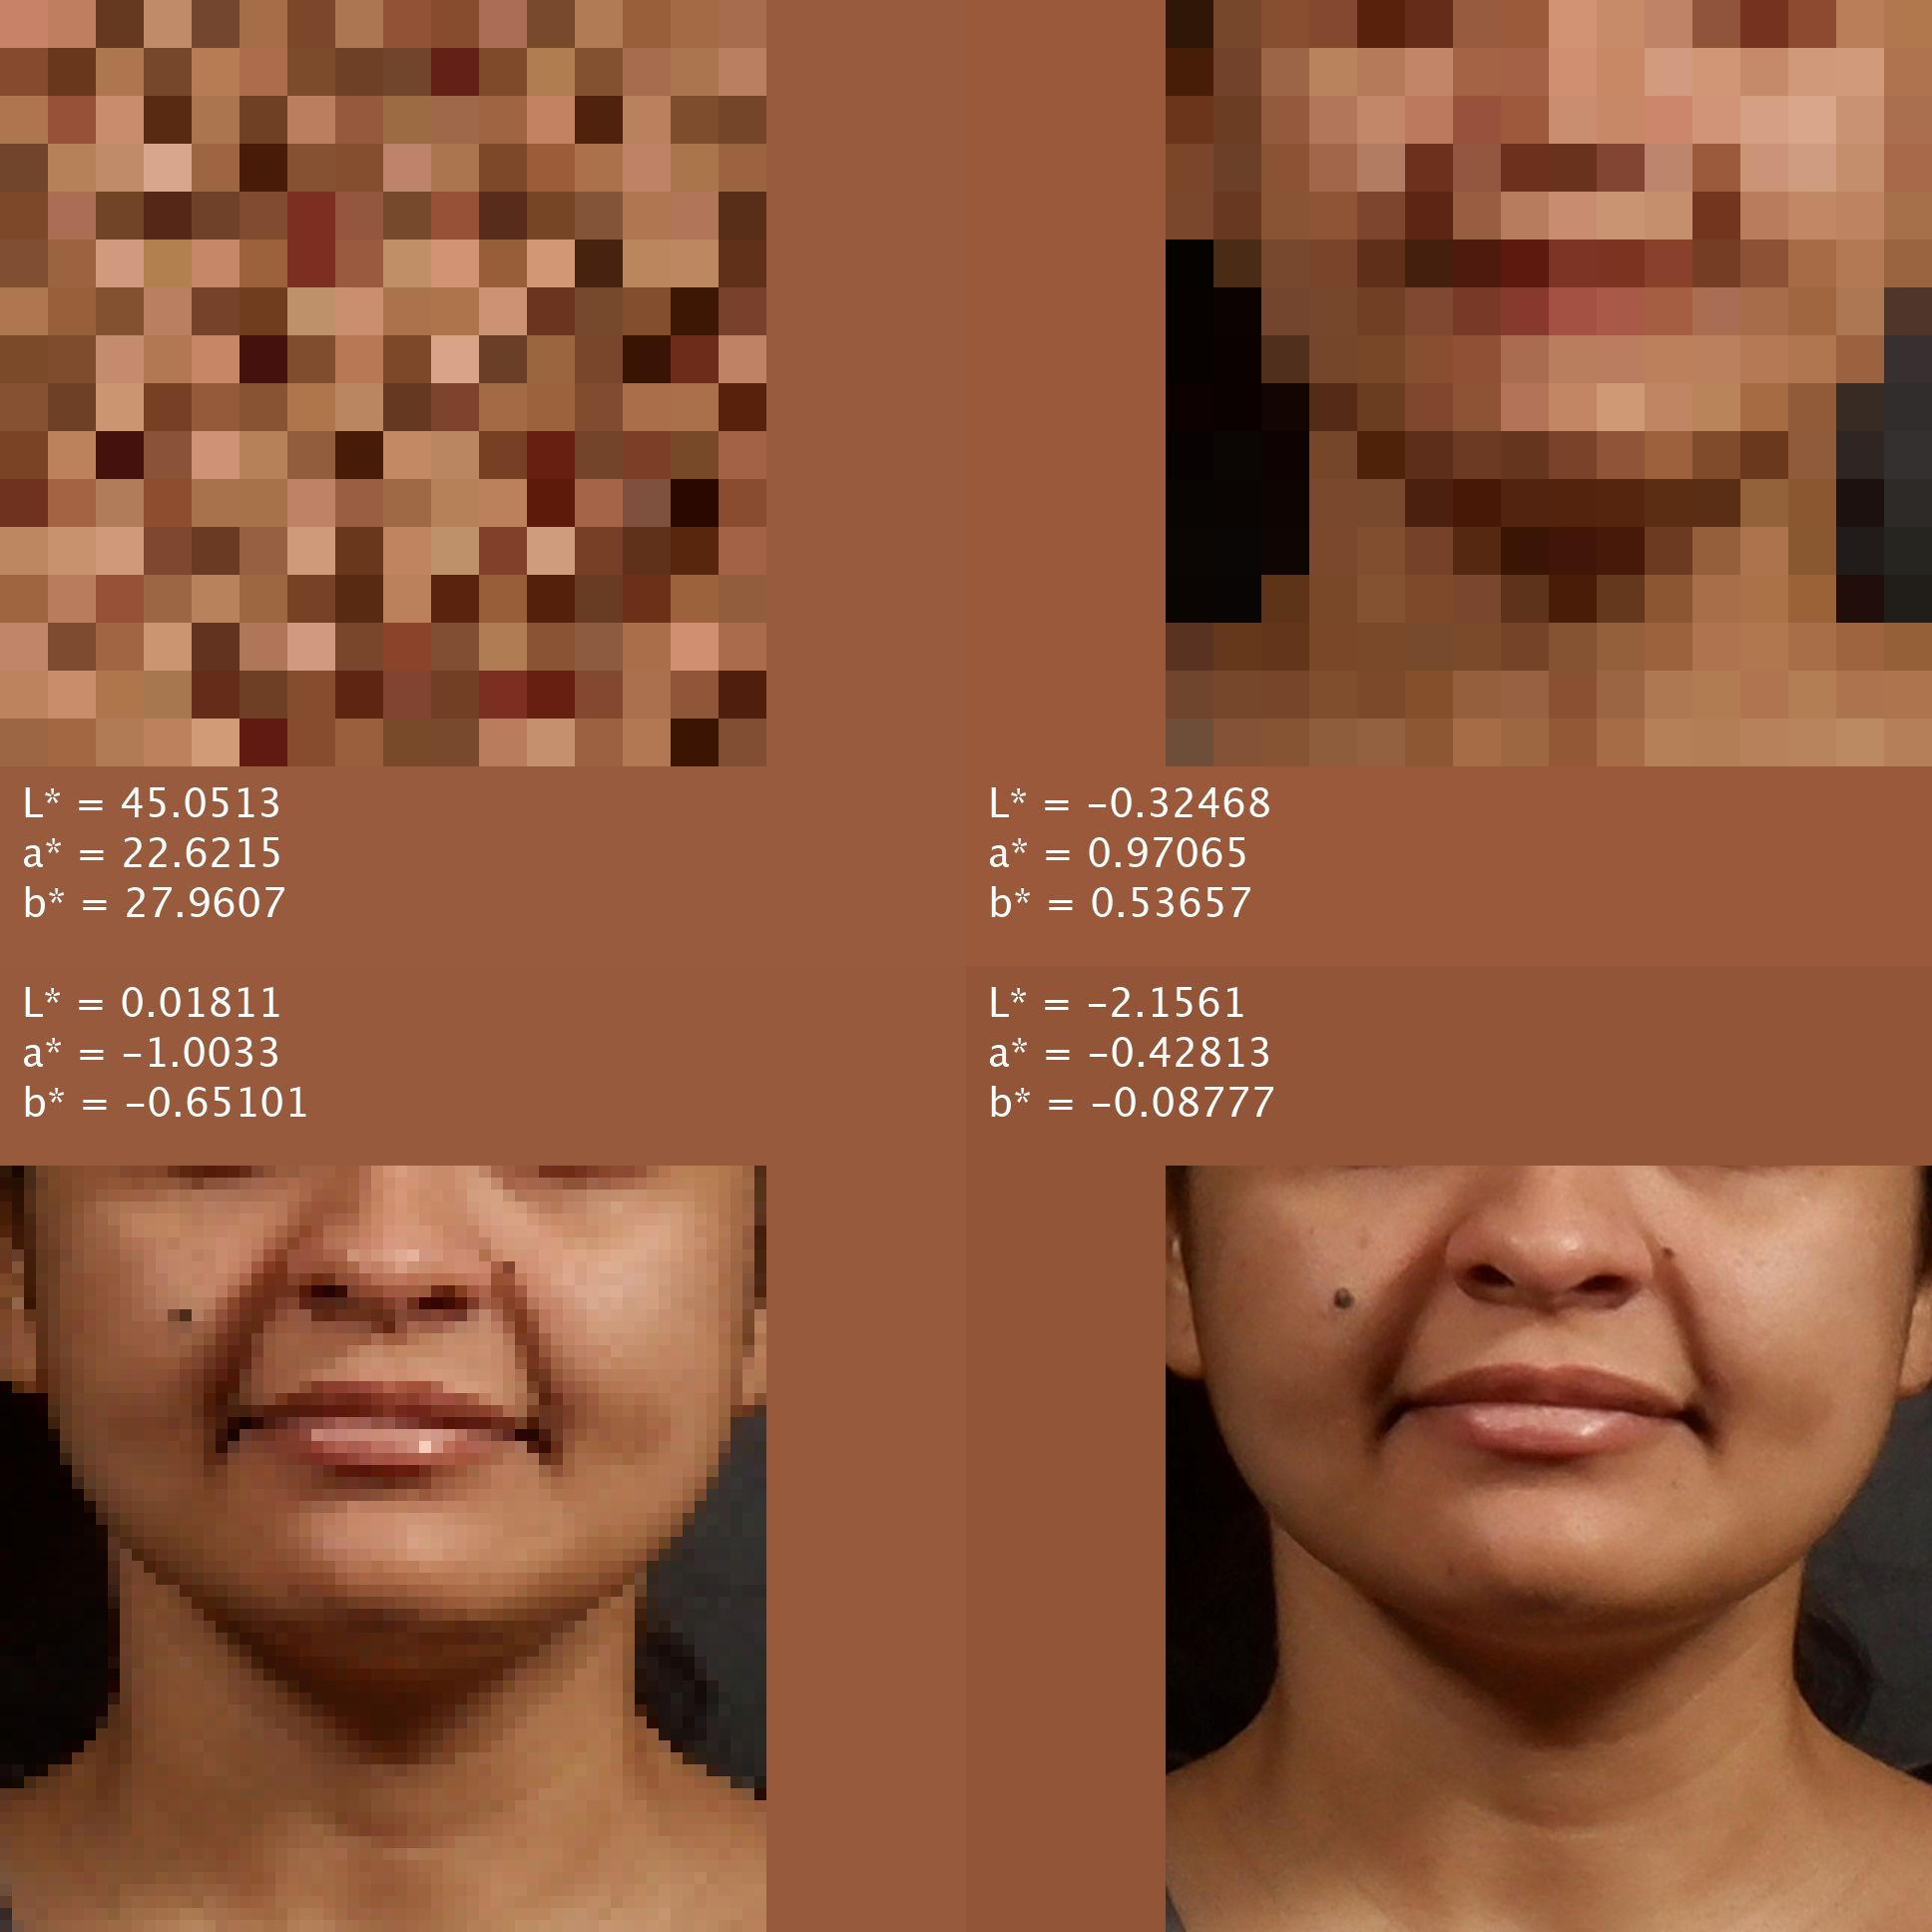 L* = 45.0513
a* = 22.6215
b* = 27.9607
L* = –0.32468
a* = 0.97065
b* = 0.53657
L* = 0.01811
a* = –1.0033
b* = –0.65101
L* = –2.1561
a* = –0.42813
b* = –0.08777